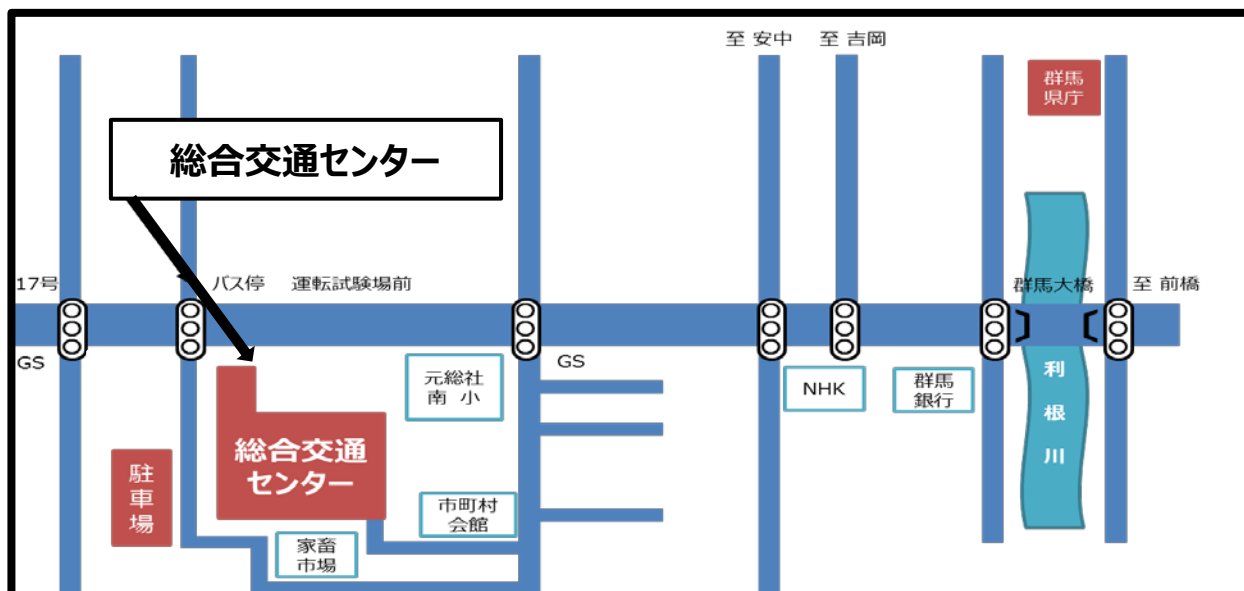 至 安中
至 吉岡
群馬
県庁
総合交通センター
17号
バス停
運転試験場前
群馬大橋
至 前橋
GS
元総社
南 小
GS
NHK
群馬
銀行
利
根
川
総合交通
センター
駐
車
場
市町村
会館
家畜
市場